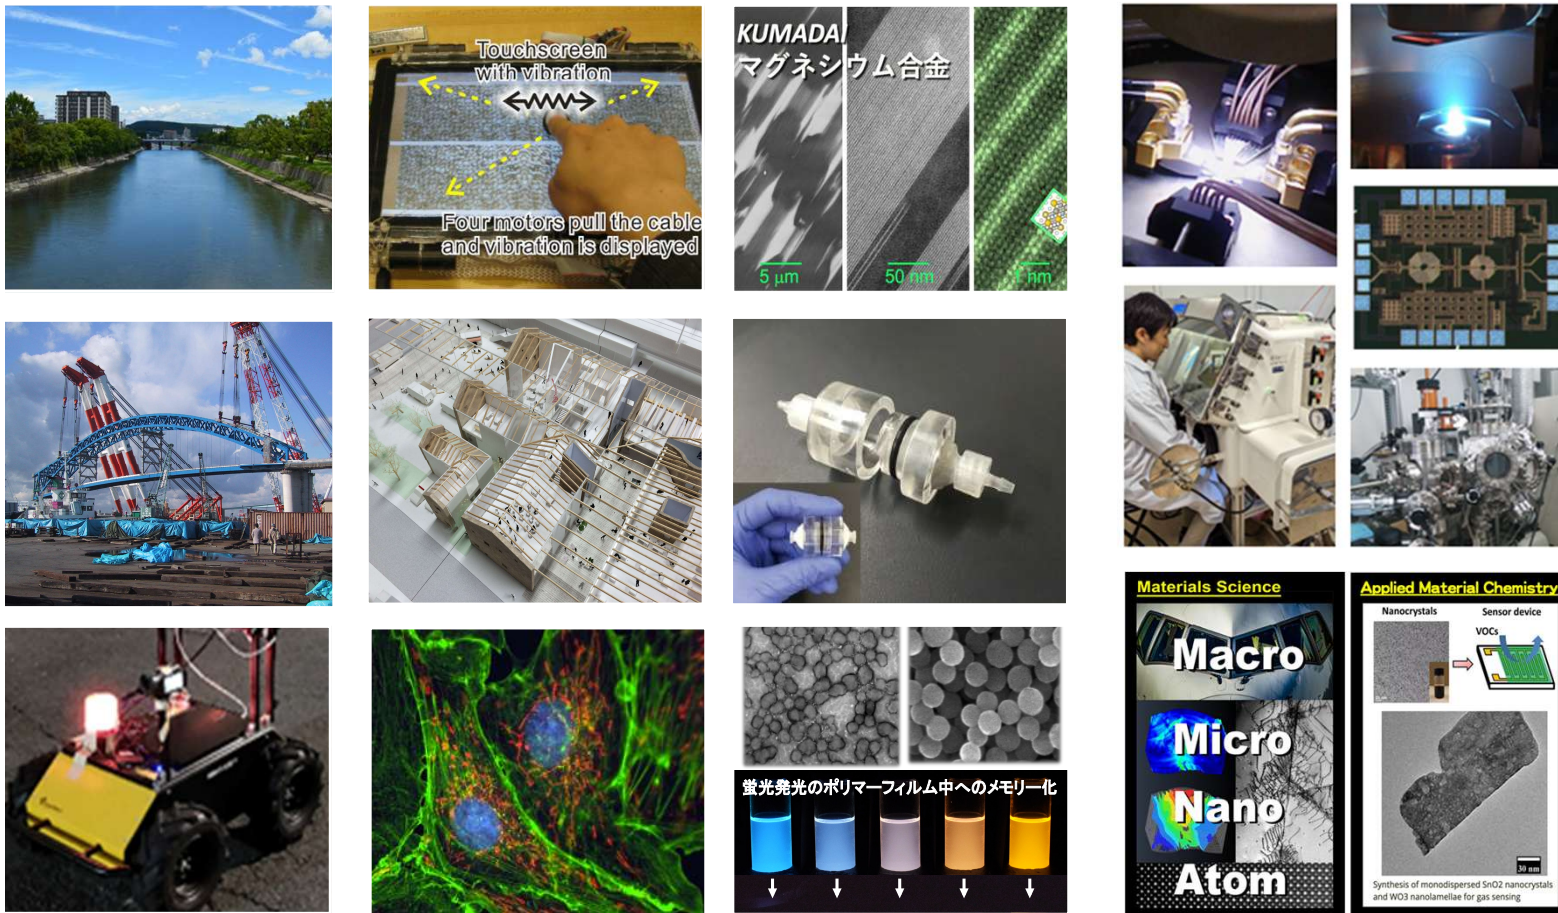 Touchscreen
with vibration
Four motors pull the cable
and vibration is displayed
KUMADAI
マグネシウム合金
5 μm
50 nm
1 nm
蛍光発光のポリマーフィルム中へのメモリー化
Materials Science
Macro
Micro
Nano
Atom
Applied Material Chemistry
Nanocrystals
Sensor device
VOCs
30 nm
Synthesis of monodispersed SnO2 nanocrystals
and WO3 nanolamellae for gas sensing